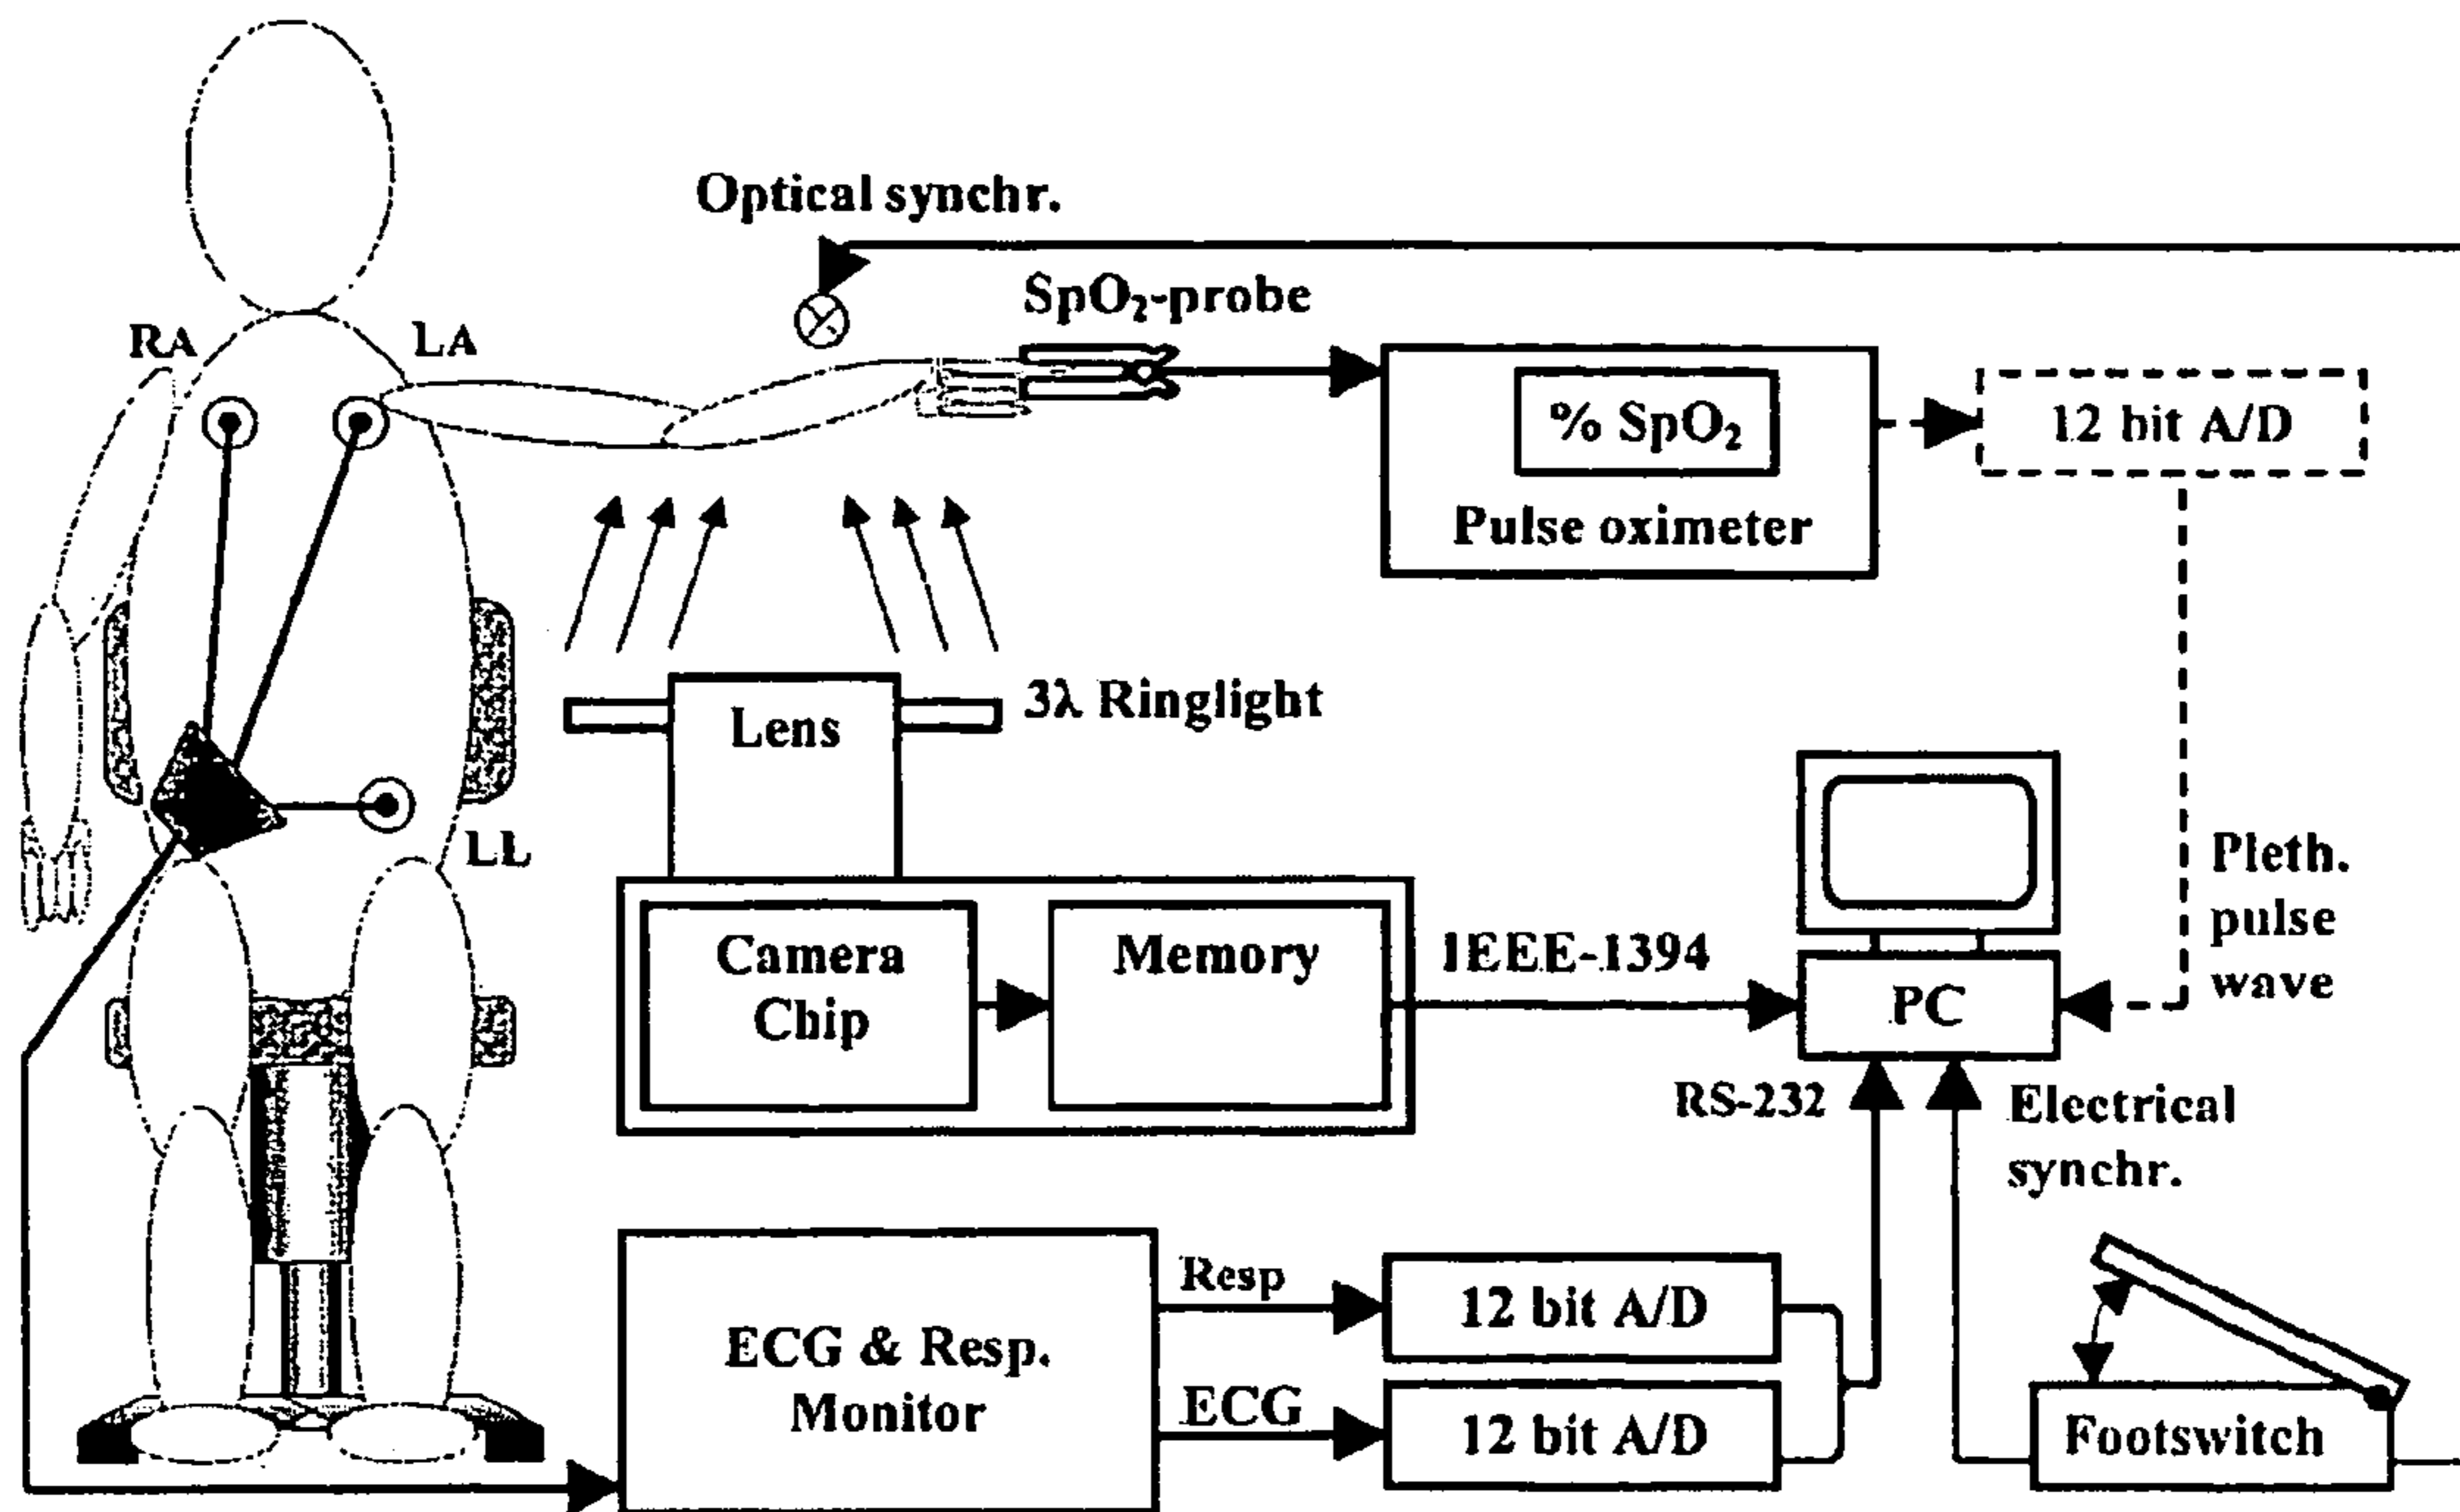 Optical synchr.
SpO₂-probe
RA
LA
% SpO₂
Pulse oximeter
12 bit A/D
3λ Ringlight
Lens
LL
Pleth.
pulse
wave
Camera
Chip
Memory
IEEE-1394
PC
RS-232
Electrical
synchr.
ECG & Resp.
Monitor
Resp
12 bit A/D
ECG
12 bit A/D
Footswitch